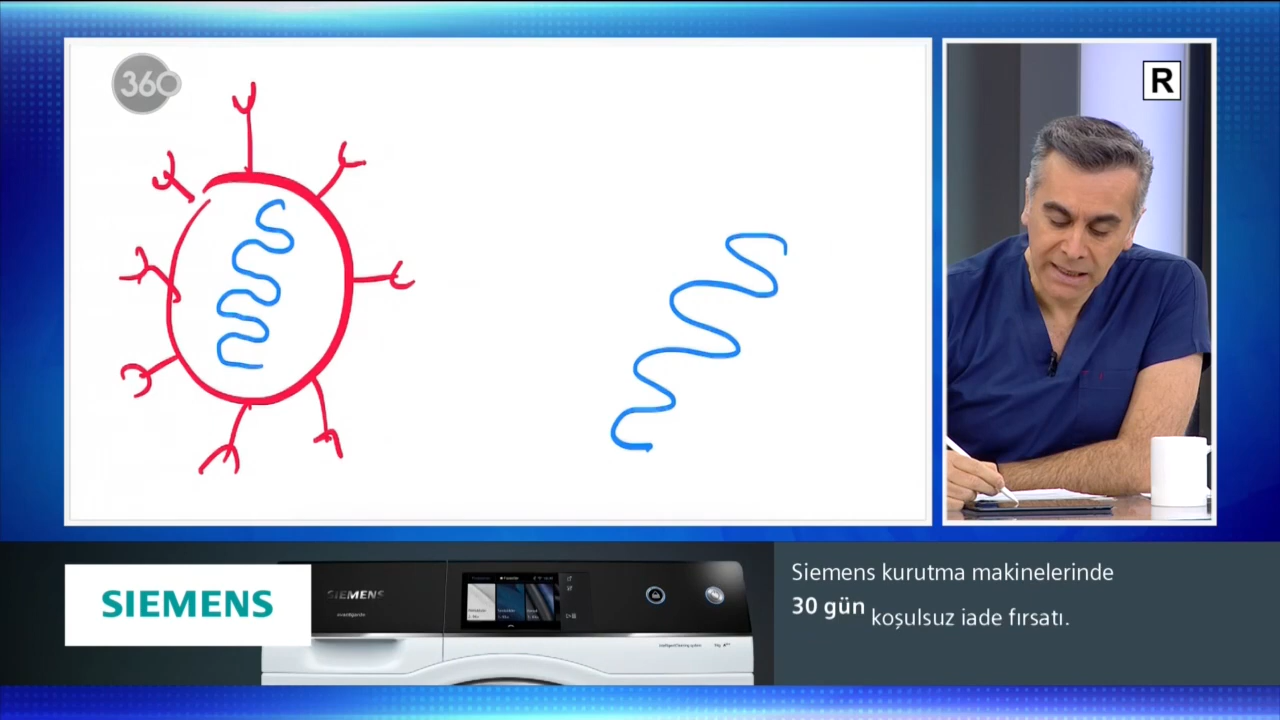 360
R
SIEMENS
SIEMENS
Siemens kurutma makinelerinde
30 gün koşulsuz iade fırsatı.